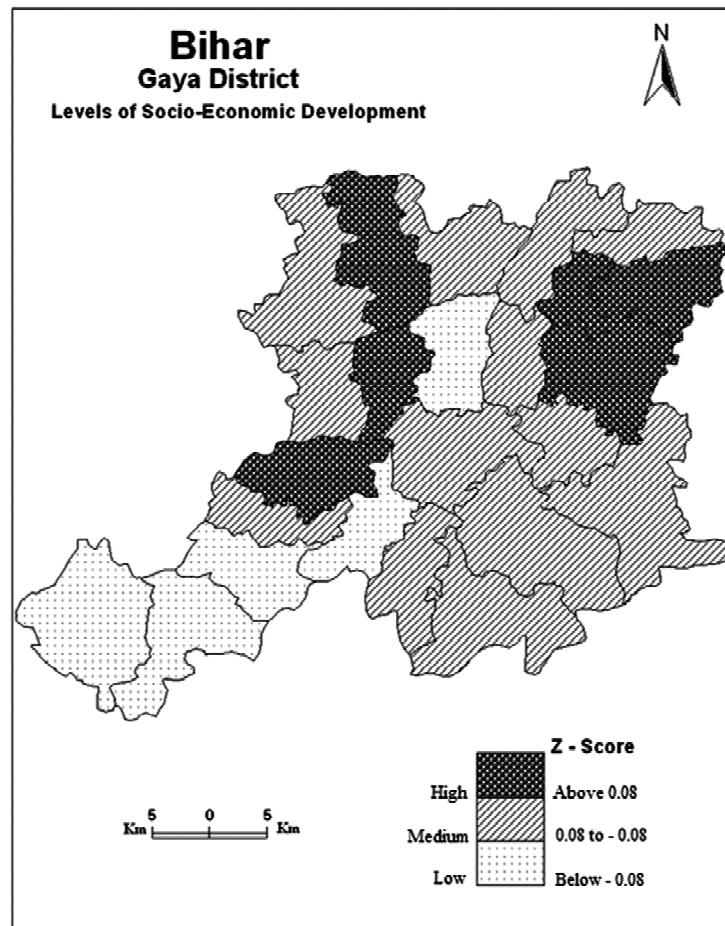 Bihar
Gaya District
Levels of Socio-Economic Development
N
Z - Score
High Above 0.08
Medium 0.08 to - 0.08
Low Below - 0.08
5 0 5
Km Km